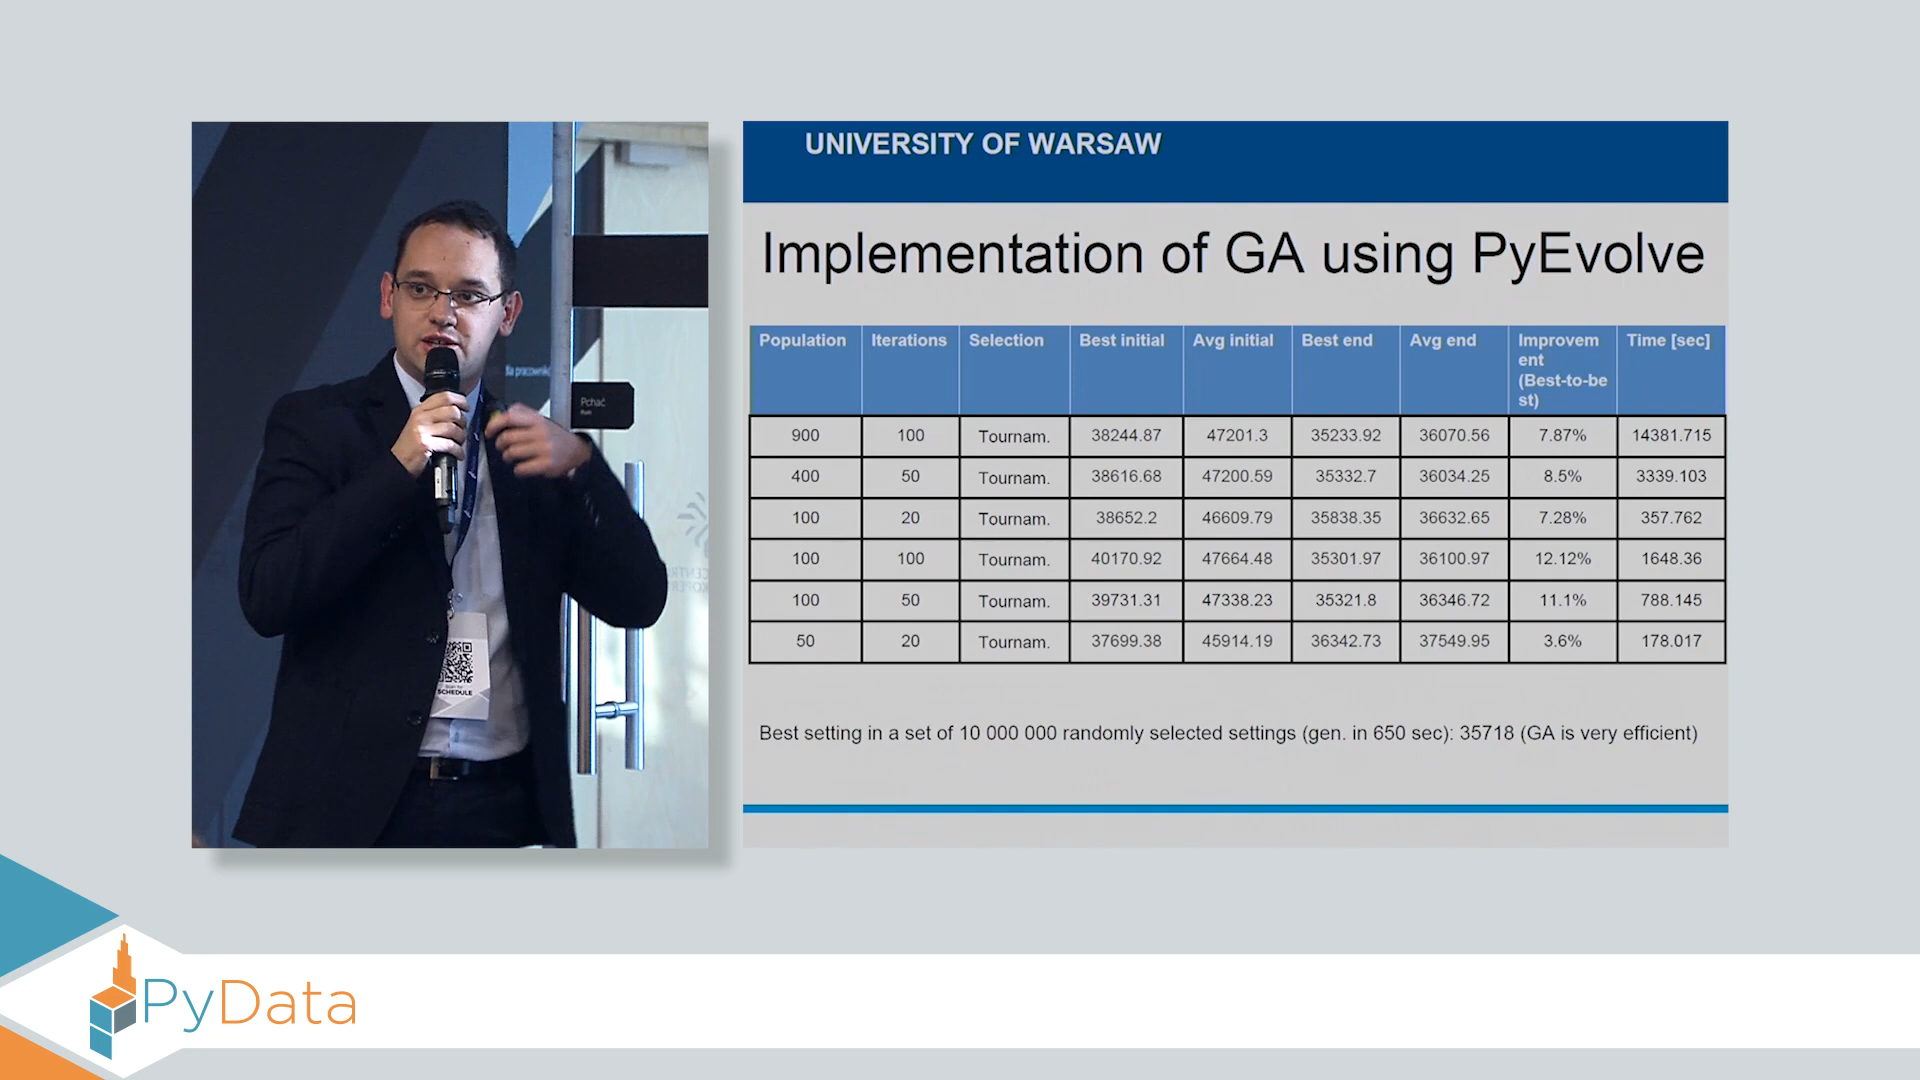 UNIVERSITY OF WARSAW
Implementation of GA using PyEvolve
Population Iterations Selection Best initial Avg initial Best end Avg end Improvem ent (Best-to-be st) Time [sec]
900 100 Tournam. 38244.87 47201.3 35233.92 36070.56 7.87% 14381.715
400 50 Tournam. 38616.68 47200.59 35332.7 36034.25 8.5% 3339.103
100 20 Tournam. 38652.2 46609.79 35838.35 36632.65 7.28% 357.762
100 100 Tournam. 40170.92 47664.48 35301.97 36100.97 12.12% 1648.36
100 50 Tournam. 39731.31 47338.23 35321.8 36346.72 11.1% 788.145
50 20 Tournam. 37699.38 45914.19 36342.73 37549.95 3.6% 178.017
Best setting in a set of 10 000 000 randomly selected settings (gen. in 650 sec): 35718 (GA is very efficient)
Pchać
SCHEDULE
PyData